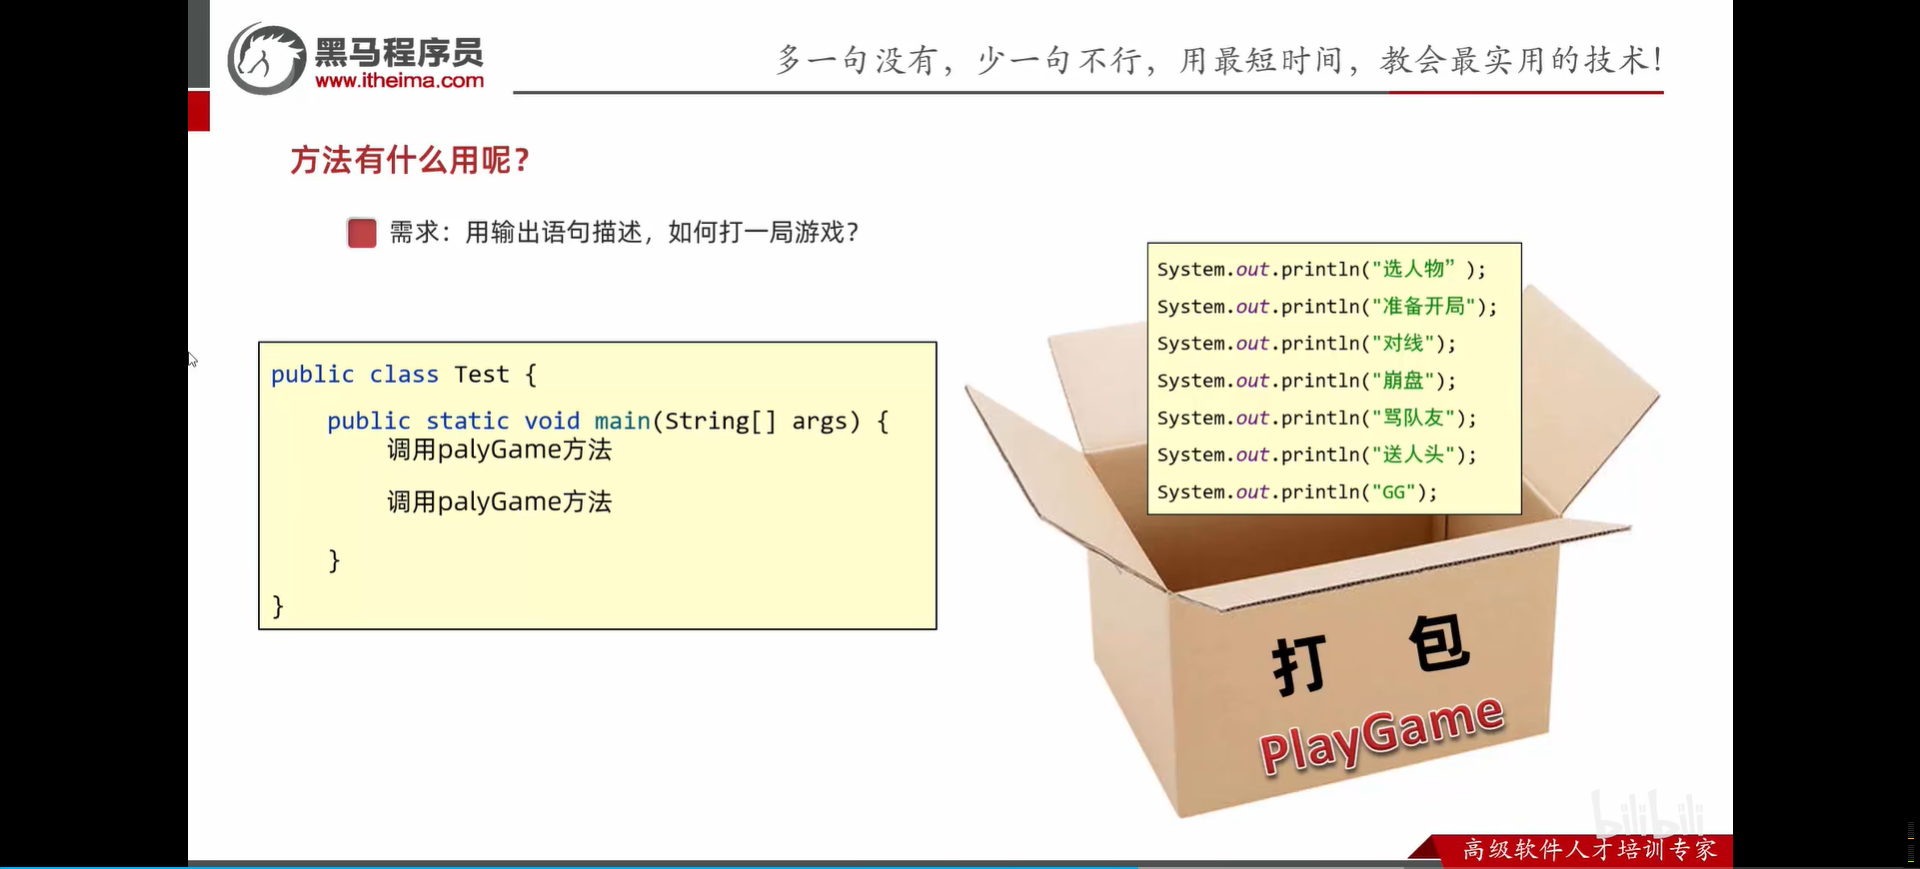 黑马程序员
www.itheima.com
多一句没有，少一句不行，用最短时间，教会最实用的技术！
方法有什么用呢？
需求：用输出语句描述，如何打一局游戏？
public class Test {
public static void main(String[] args) {
调用palyGame方法
调用palyGame方法
}
}
System.out.println("选人物” );
System.out.println("准备开局");
System.out.println("对线");
System.out.println("崩盘");
System.out.println("骂队友");
System.out.println("送人头");
System.out.println("GG");
打 包
PlayGame
bilibili
高级软件人才培训专家